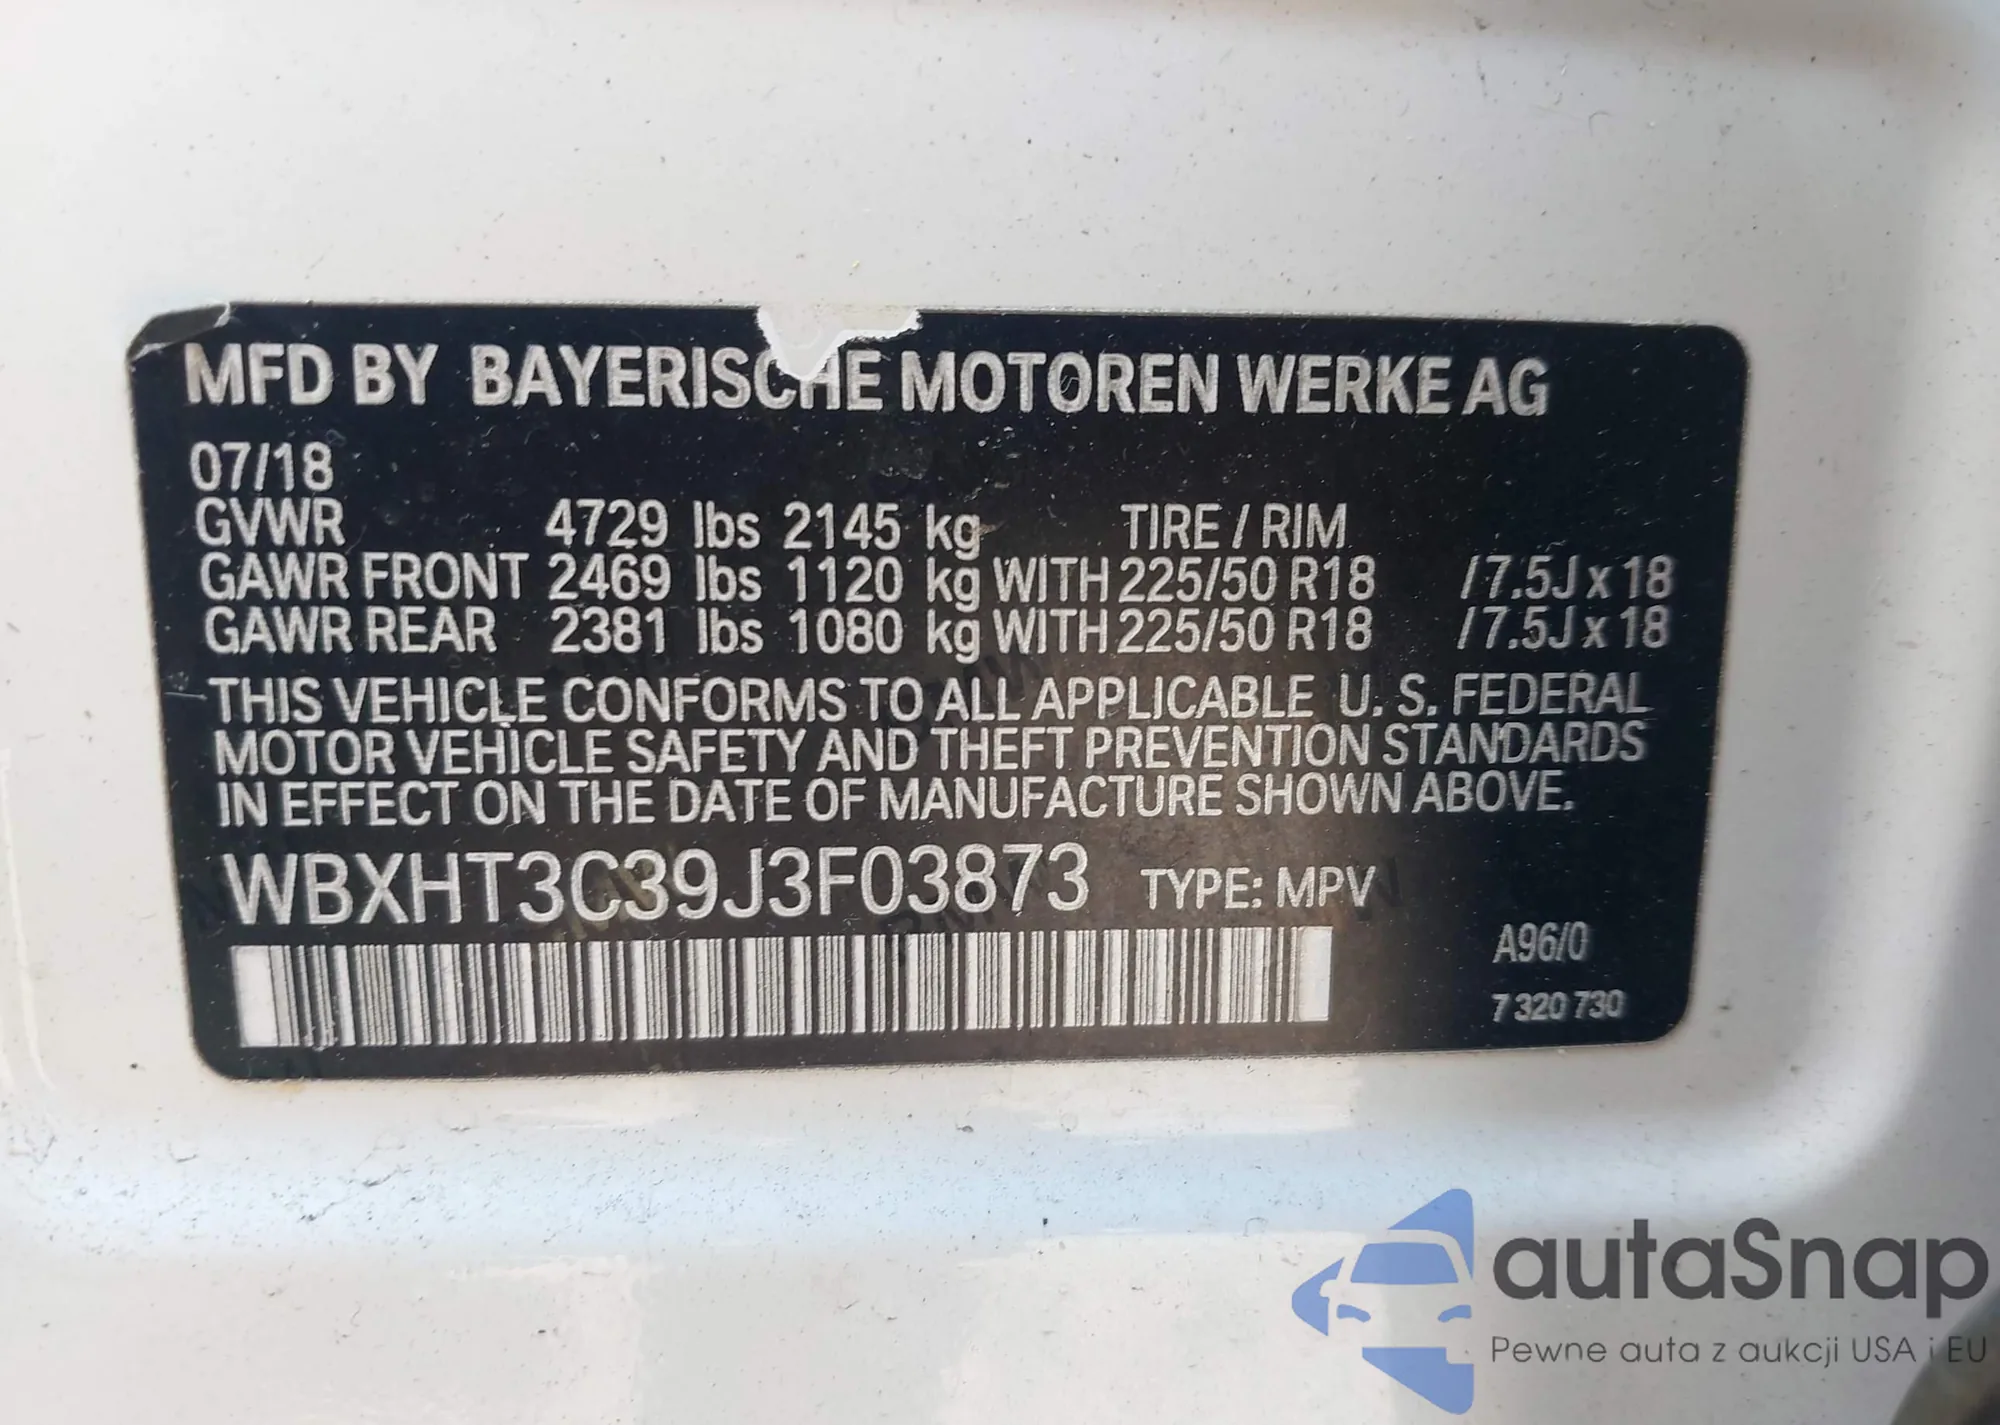 MFD BY BAYERISCHE MOTOREN WERKE AG
07/18
GVWR 4729 lbs 2145 kg TIRE / RIM
GAWR FRONT 2469 lbs 1120 kg WITH 225/50 R18 / 7.5J x 18
GAWR REAR 2381 lbs 1080 kg WITH 225/50 R18 / 7.5J x 18
THIS VEHICLE CONFORMS TO ALL APPLICABLE U. S. FEDERAL
MOTOR VEHICLE SAFETY AND THEFT PREVENTION STANDARDS
IN EFFECT ON THE DATE OF MANUFACTURE SHOWN ABOVE.
WBXHT3C39J3F03873 TYPE: MPV
A96/0
7 320 730
autaSnap
Pewne auta z aukcji USA i EU